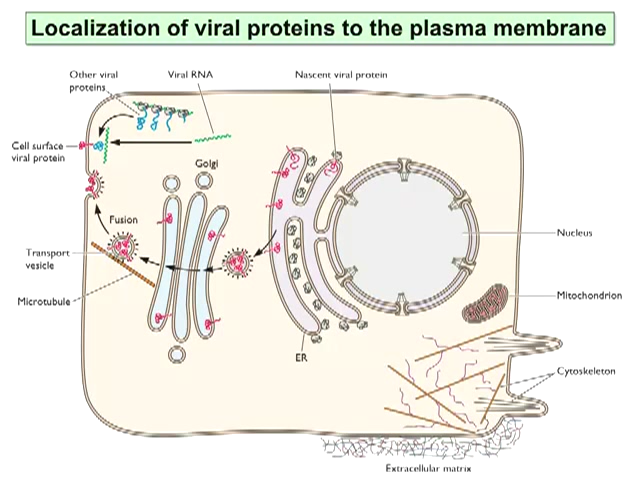 Localization of viral proteins to the plasma membrane
Other viral
proteins
Viral RNA
Nascent viral protein
Cell surface
viral protein
Golgi
Fusion
Nucleus
Transport
vesicle
Microtubule
Mitochondrion
ER
Cytoskeleton
Extracellular matrix